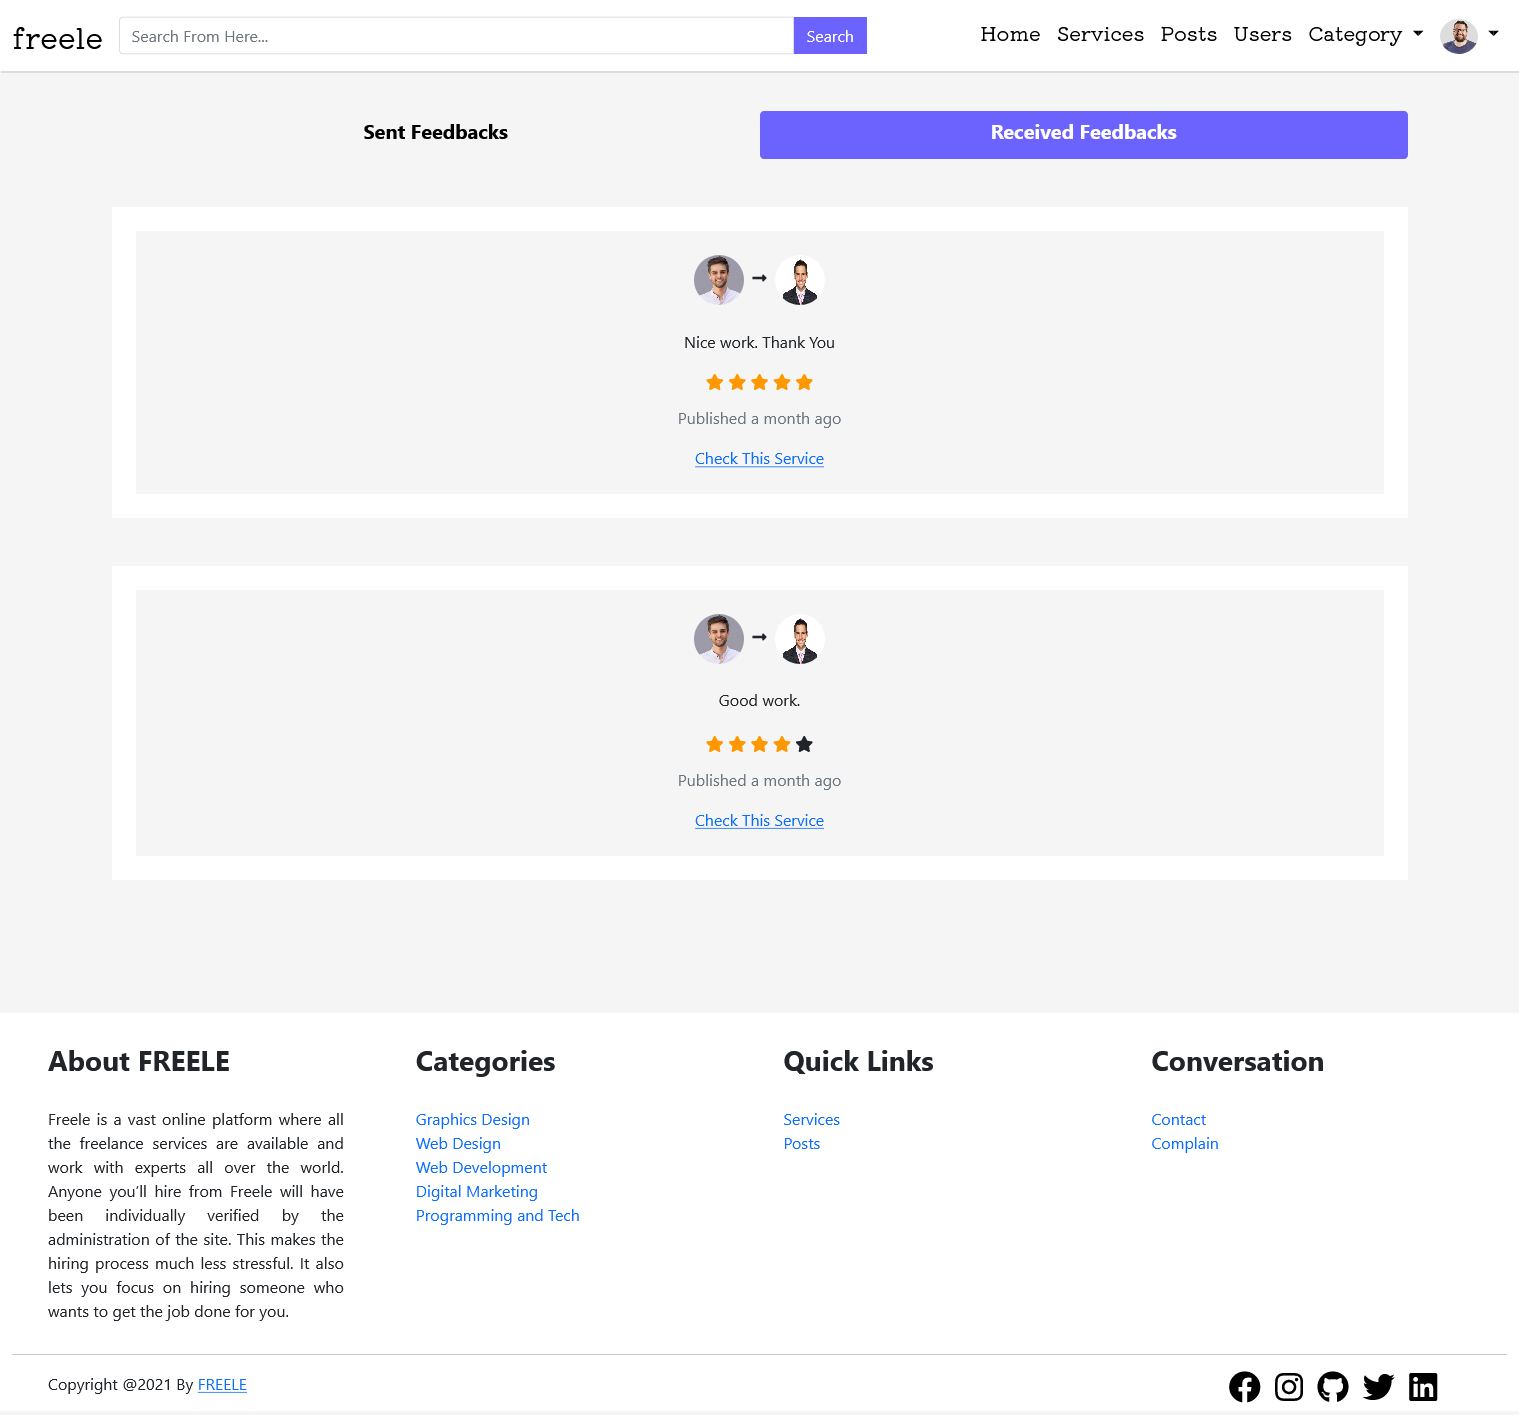 freele
Search From Here...
Search
Home Services Posts Users Category
Sent Feedbacks
Received Feedbacks
Nice work. Thank You
Published a month ago
Check This Service
Good work.
Published a month ago
Check This Service
About FREELE
Freele is a vast online platform where all
the freelance services are available and
work with experts all over the world.
Anyone you'll hire from Freele will have
been individually verified by the
administration of the site. This makes the
hiring process much less stressful. It also
lets you focus on hiring someone who
wants to get the job done for you.
Categories
Graphics Design
Web Design
Web Development
Digital Marketing
Programming and Tech
Quick Links
Services
Posts
Conversation
Contact
Complain
Copyright @2021 By FREELE